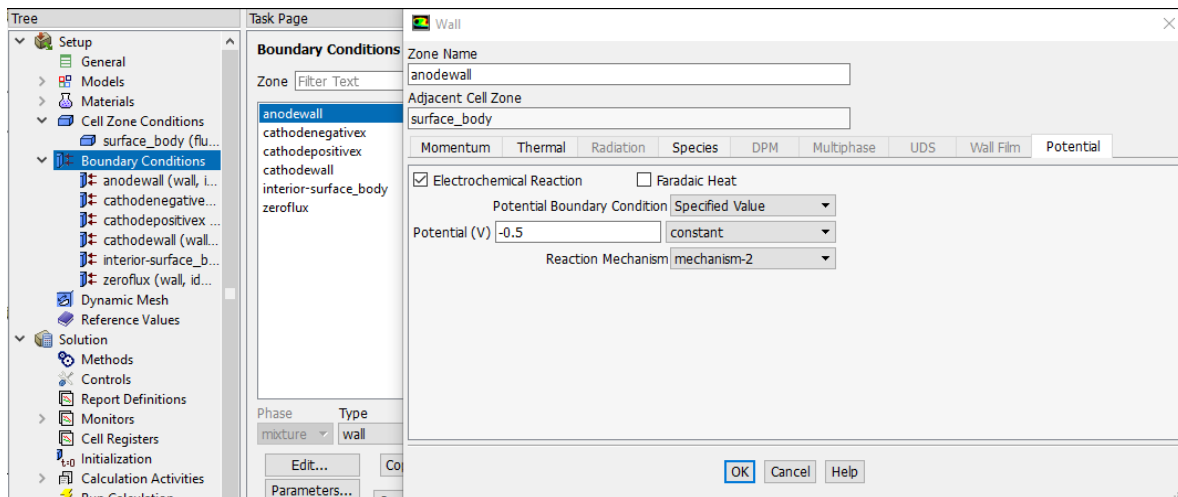 Tree
Setup
General
Models
Materials
Cell Zone Conditions
surface_body (flu...
Boundary Conditions
anodewall (wall, i...
cathodenegative...
cathodepositivex ...
cathodewall (wall...
interior-surface_b...
zeroflux (wall, id...
Dynamic Mesh
Reference Values
Solution
Methods
Controls
Report Definitions
Monitors
Cell Registers
t=0 Initialization
Calculation Activities
Run Calculation
Task Page
Boundary Conditions
Zone Filter Text
anodewall
cathodenegativex
cathodepositivex
cathodewall
interior-surface_body
zeroflux
Phase Type
mixture wall
Edit...
Parameters...
Wall
Zone Name
anodewall
Adjacent Cell Zone
surface_body
Momentum Thermal Radiation Species DPM Multiphase UDS Wall Film Potential
Electrochemical Reaction Faradaic Heat
Potential Boundary Condition Specified Value
Potential (V) -0.5 constant
Reaction Mechanism mechanism-2
OK Cancel Help